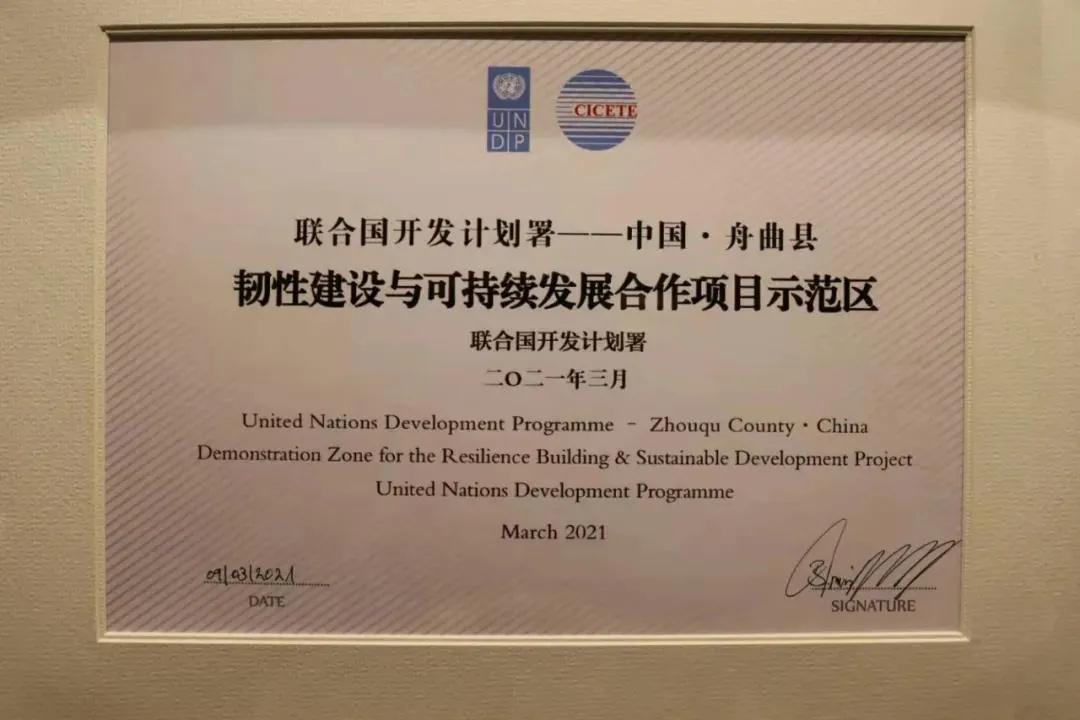 UN
DP
CICETE
联合国开发计划署——中国·舟曲县
韧性建设与可持续发展合作项目示范区
联合国开发计划署
二〇二一年三月
United Nations Development Programme - Zhouqu County · China
Demonstration Zone for the Resilience Building & Sustainable Development Project
United Nations Development Programme
March 2021
09/03/2021
DATE
SIGNATURE